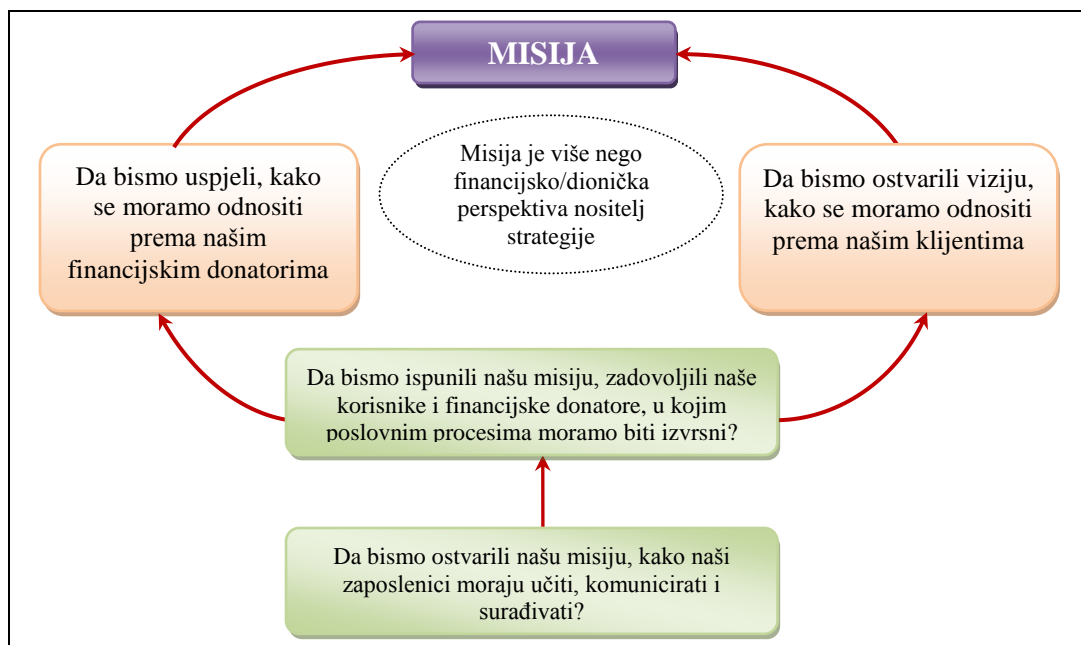 MISIJA
Da bismo uspjeli, kako
se moramo odnositi
prema našim
financijskim donatorima
Misija je više nego
financijsko/dionička
perspektiva nositelj
strategije
Da bismo ostvarili viziju,
kako se moramo odnositi
prema našim klijentima
Da bismo ispunili našu misiju, zadovoljili naše
korisnike i financijske donatore, u kojim
poslovnim procesima moramo biti izvrsni?
Da bismo ostvarili našu misiju, kako naši
zaposlenici moraju učiti, komunicirati i
surađivati?